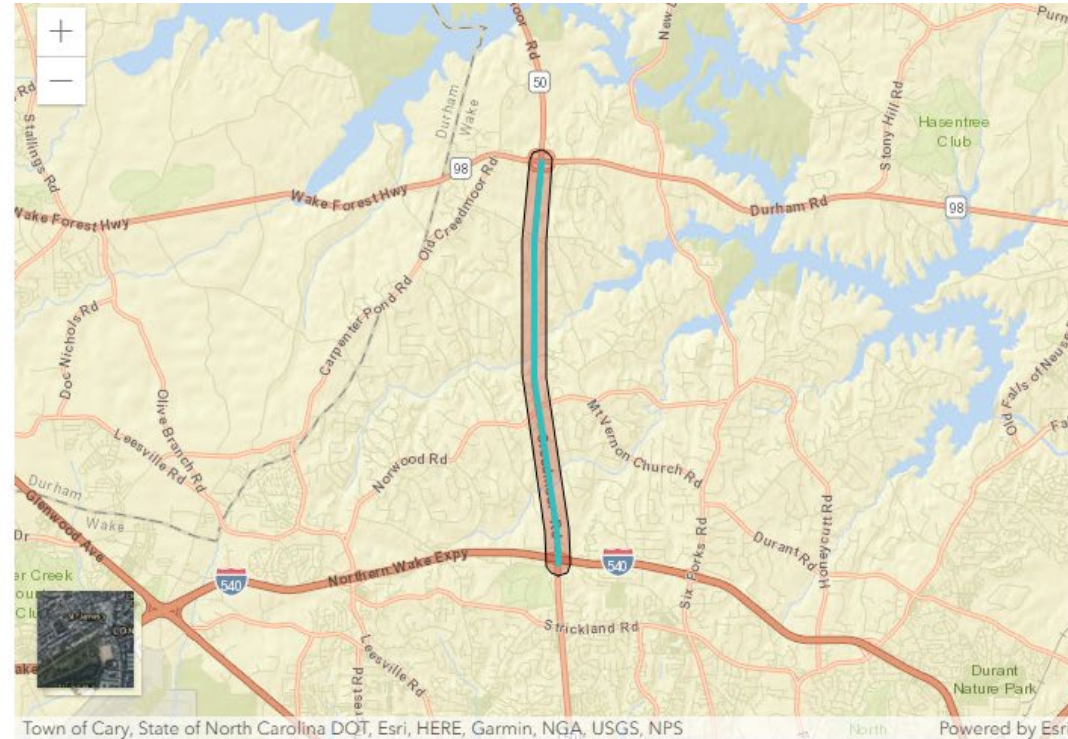 +
−
50
New L
Stallings Rd
Durham
Wake
Stony Hill Rd
Hasentree
Club
98
Wake Forest Hwy
Wake Forest Hwy
Old Creedmoor Rd
Durham Rd
98
Carpenter Pond Rd
Doc Nichols Rd
Olive Branch Rd
Leesville Rd
Norwood Rd
Mt Vernon Church Rd
Old Falls of Neuse
Durham
Wake
Glenwood Ave
Dr
Six Forks Rd
Durant Rd
Honeycutt Rd
Northern Wake Expy
540
540
er Creek
Strickland Rd
Leesville Rd
Durant
Nature Park
North
Town of Cary, State of North Carolina DOT, Esri, HERE, Garmin, NGA, USGS, NPS
Powered by Esri